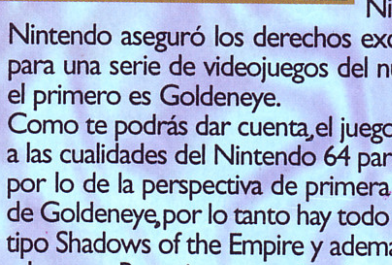 Ni
Nintendo aseguró los derechos exc
para una serie de videojuegos del n
el primero es Goldeneye.
Como te podrás dar cuenta,el juego
a las cualidades del Nintendo 64 par
por lo de la perspectiva de primera
de Goldeneye,por lo tanto hay todo
tipo Shadows of the Empire y ademá